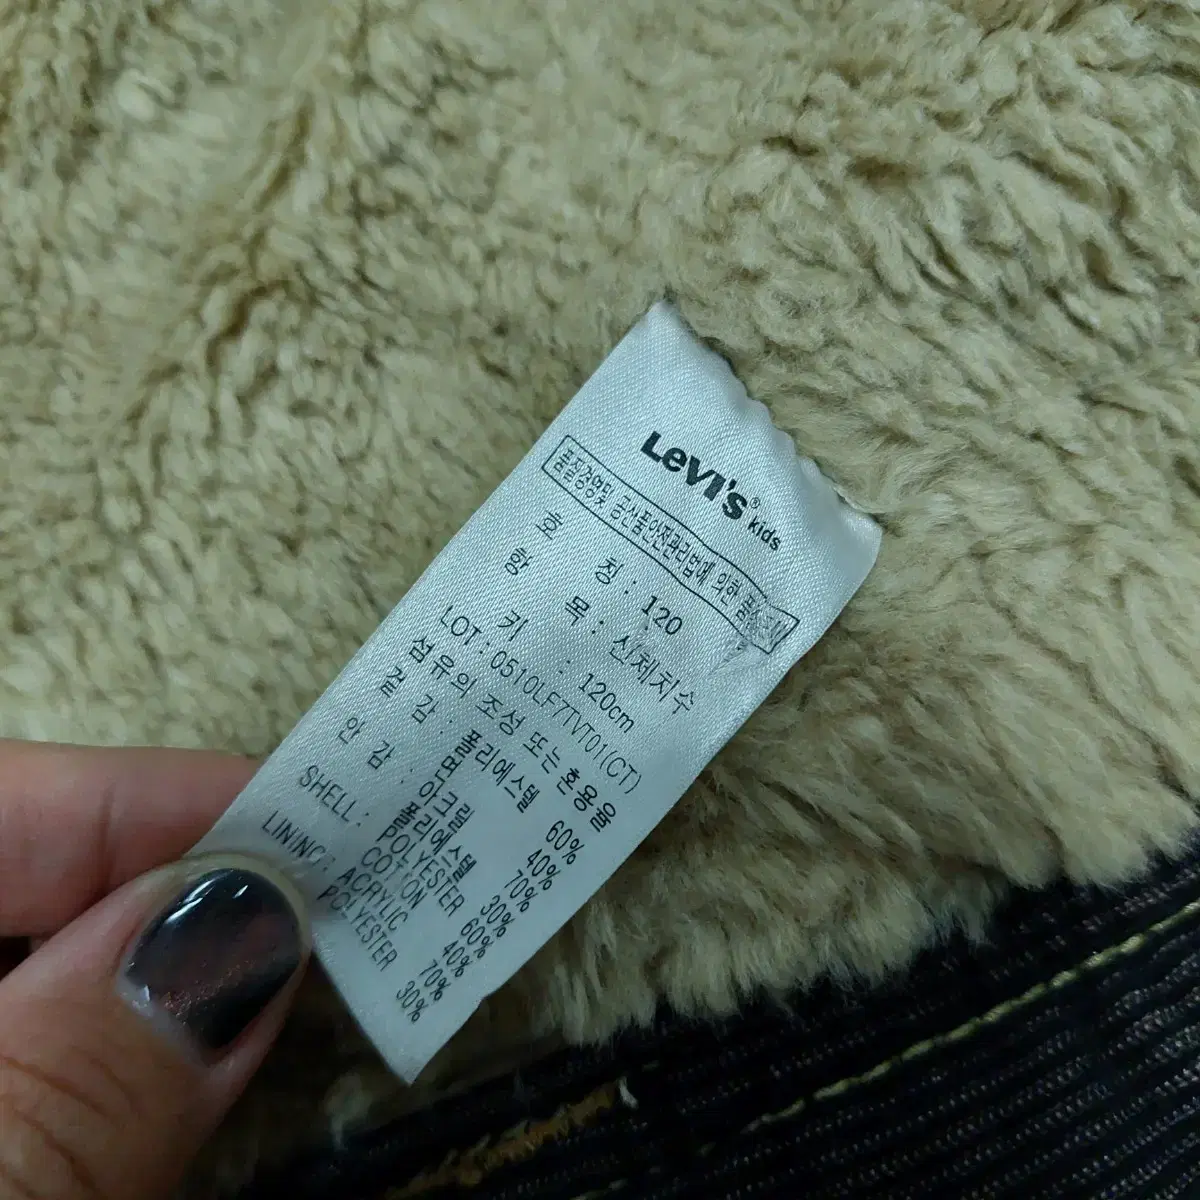 Levi's® kids
품질경영및 공산품안전관리법에 의한 품질표시
호 칭 : 120
항 목 : 신체치수
키 : 120cm
LOT : 0510LF7TVT01(CT)
섬유의 조성 또는 혼용율
겉 감 : 폴리에스텔 60%
면 40%
안 감 : 아크릴 70%
폴리에스텔 30%
SHELL : POLYESTER 60%
COTTON 40%
LINING : ACRYLIC 70%
POLYESTER 30%